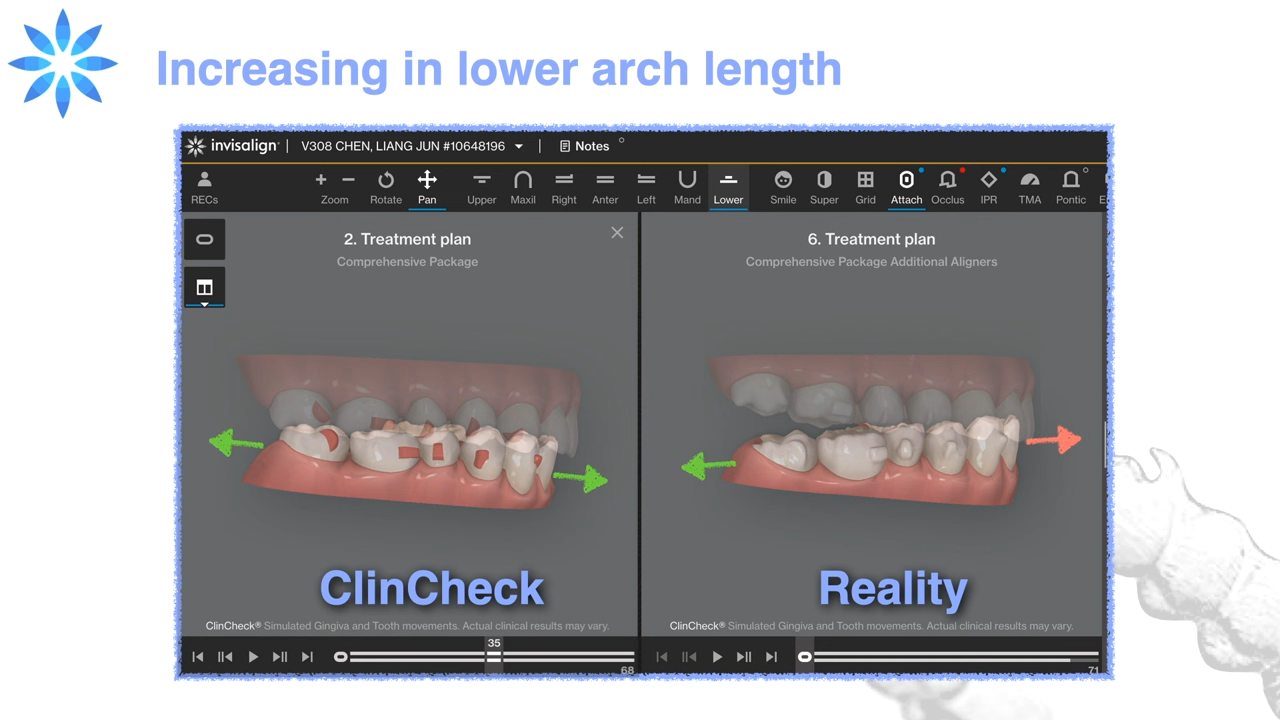 Increasing in lower arch length
invisalign | V308 CHEN, LIANG JUN #10648196 | Notes
RECs Zoom Rotate Pan Upper Maxil Right Anter Left Mand Lower Smile Super Grid Attach Occlus IPR TMA Pontic E
2. Treatment plan
Comprehensive Package
6. Treatment plan
Comprehensive Package Additional Aligners
ClinCheck
Reality
ClinCheck® Simulated Gingiva and Tooth movements. Actual clinical results may vary.
ClinCheck® Simulated Gingiva and Tooth movements. Actual clinical results may vary.
35
68
71